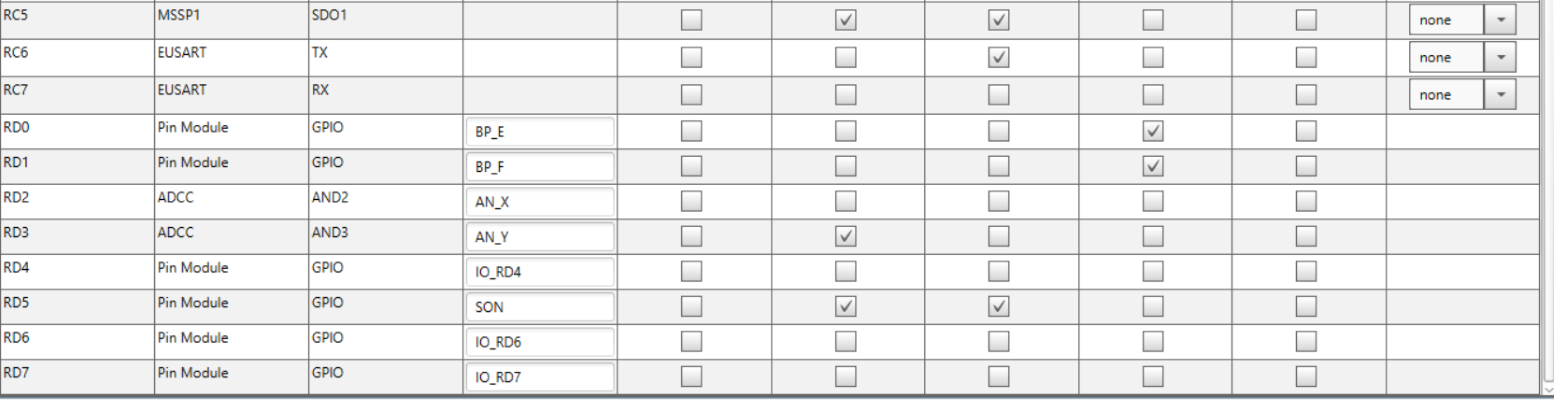 RC5 MSSP1 SDO1 none
RC6 EUSART TX none
RC7 EUSART RX none
RD0 Pin Module GPIO BP_E
RD1 Pin Module GPIO BP_F
RD2 ADCC AND2 AN_X
RD3 ADCC AND3 AN_Y
RD4 Pin Module GPIO IO_RD4
RD5 Pin Module GPIO SON
RD6 Pin Module GPIO IO_RD6
RD7 Pin Module GPIO IO_RD7